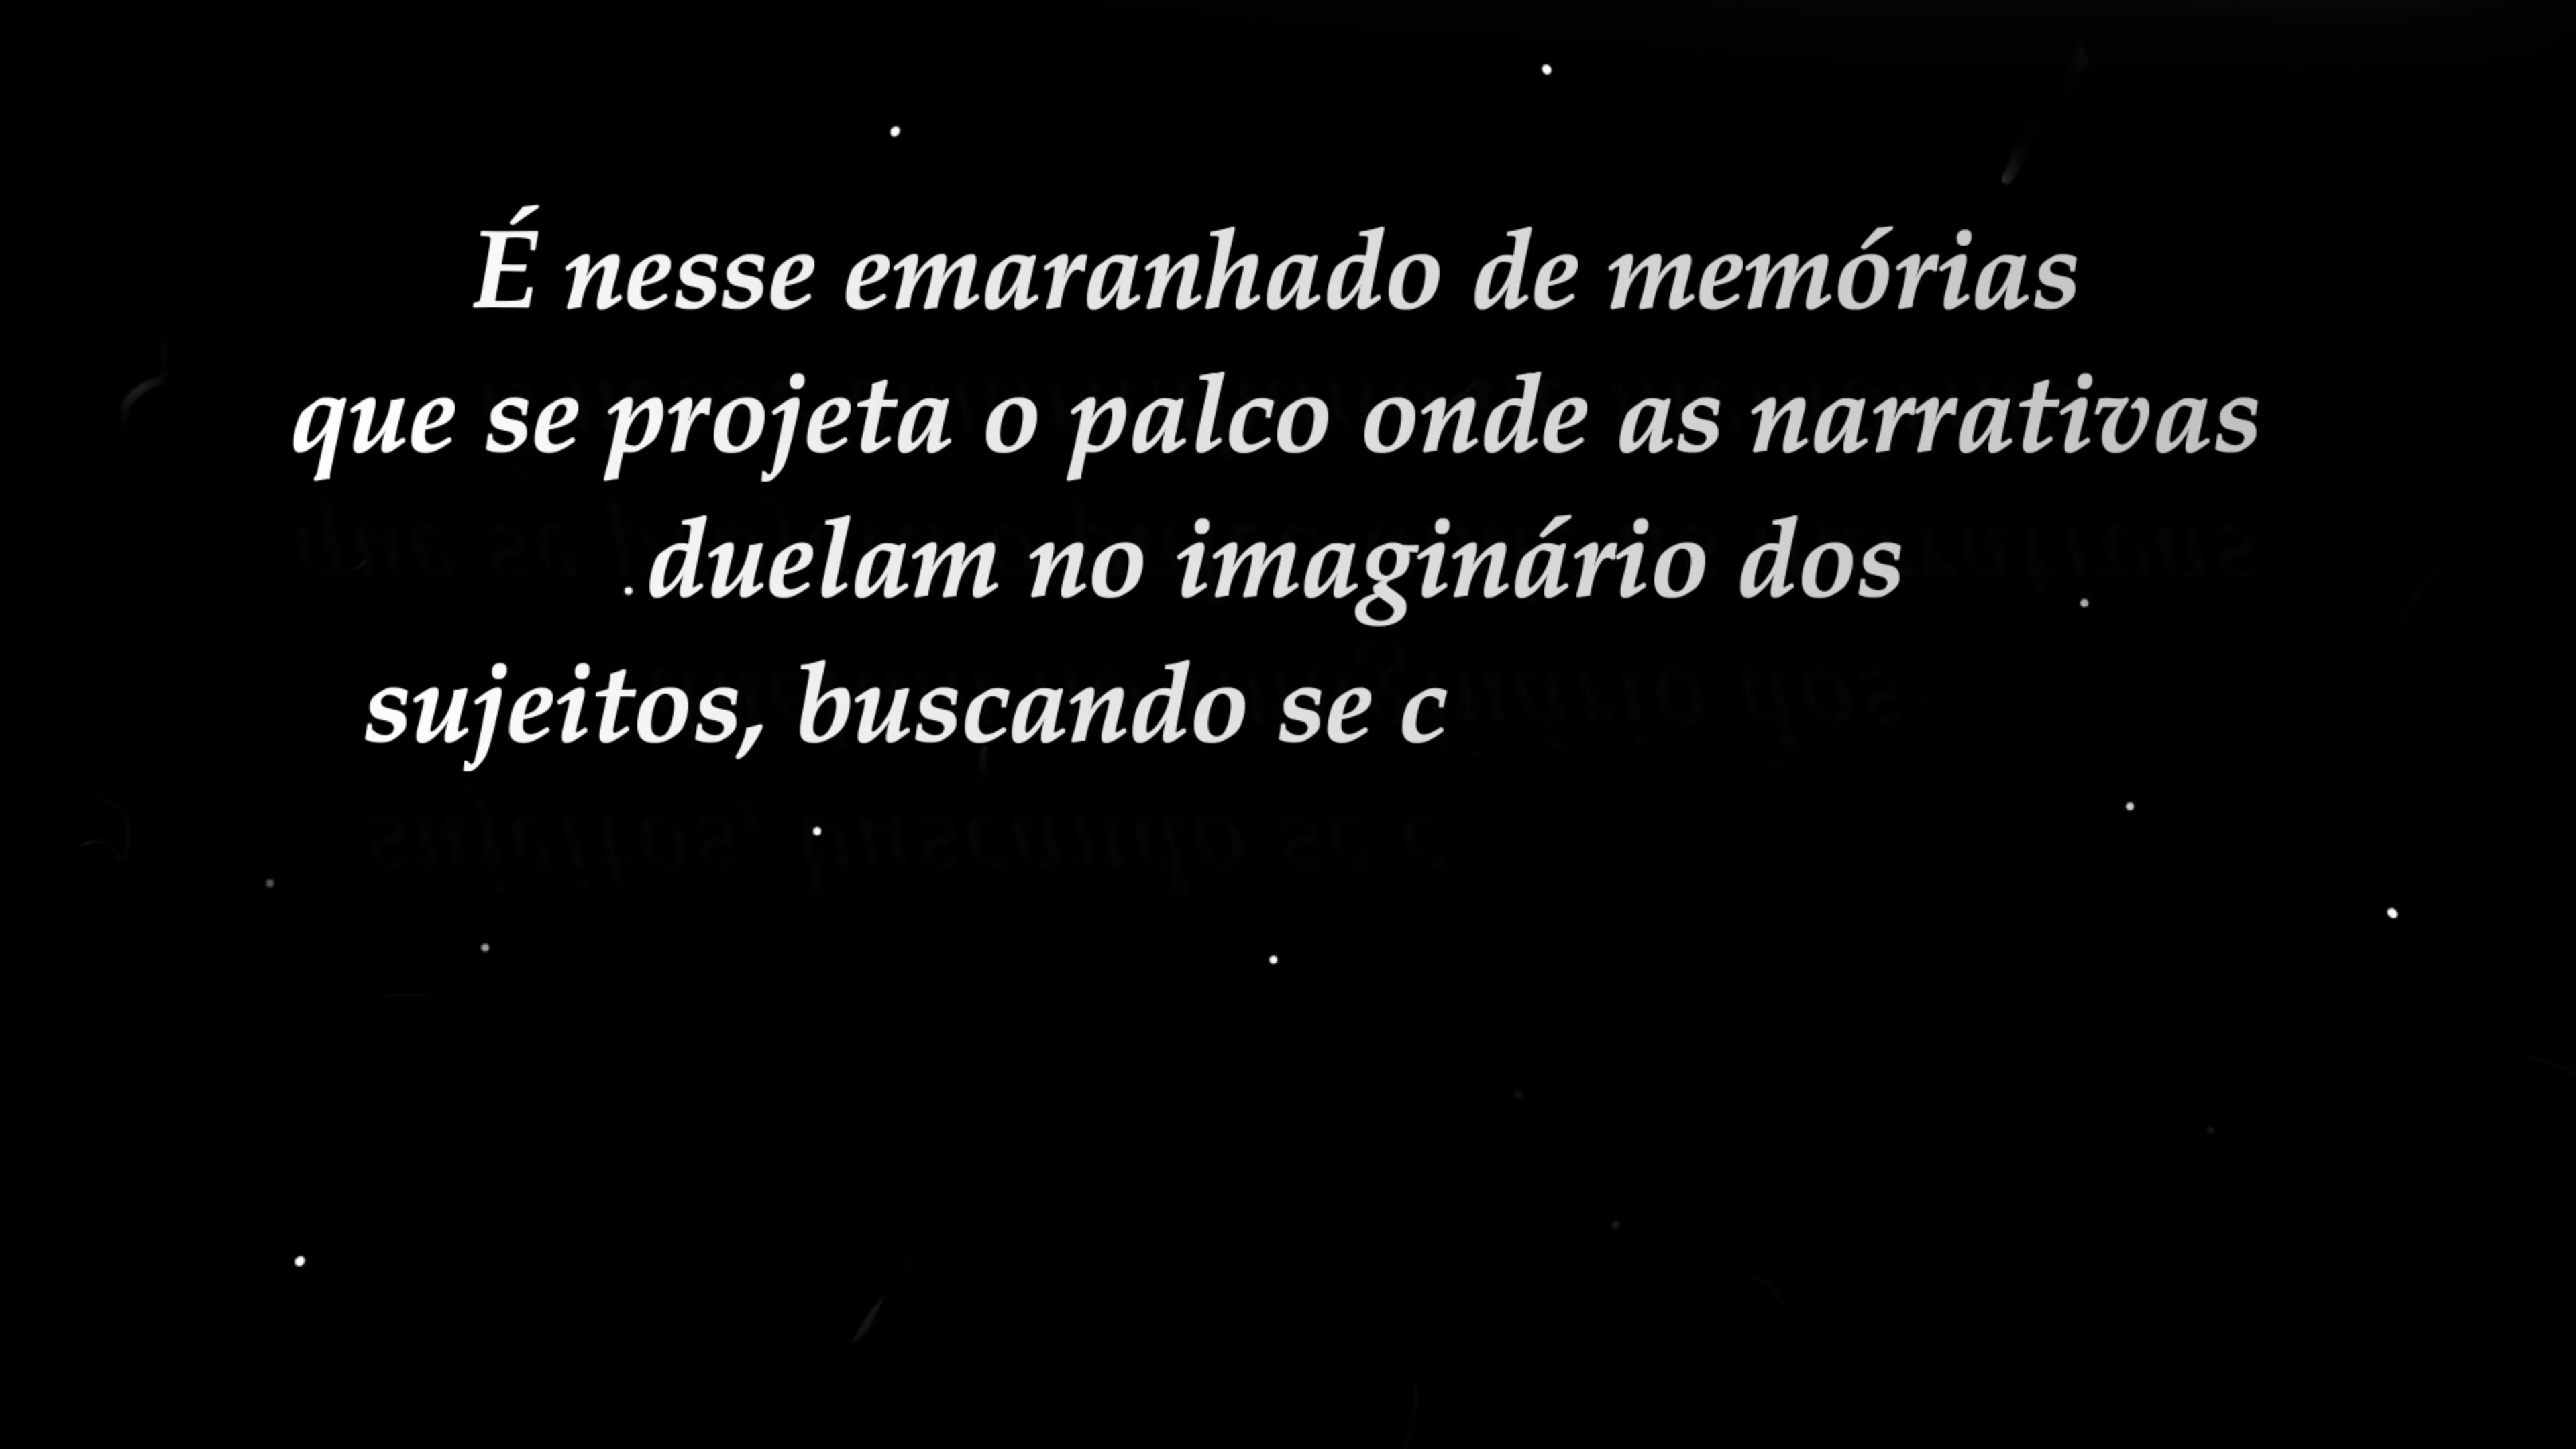 É nesse emaranhado de memórias
que se projeta o palco onde as narrativas
duelam no imaginário dos
sujeitos, buscando se c